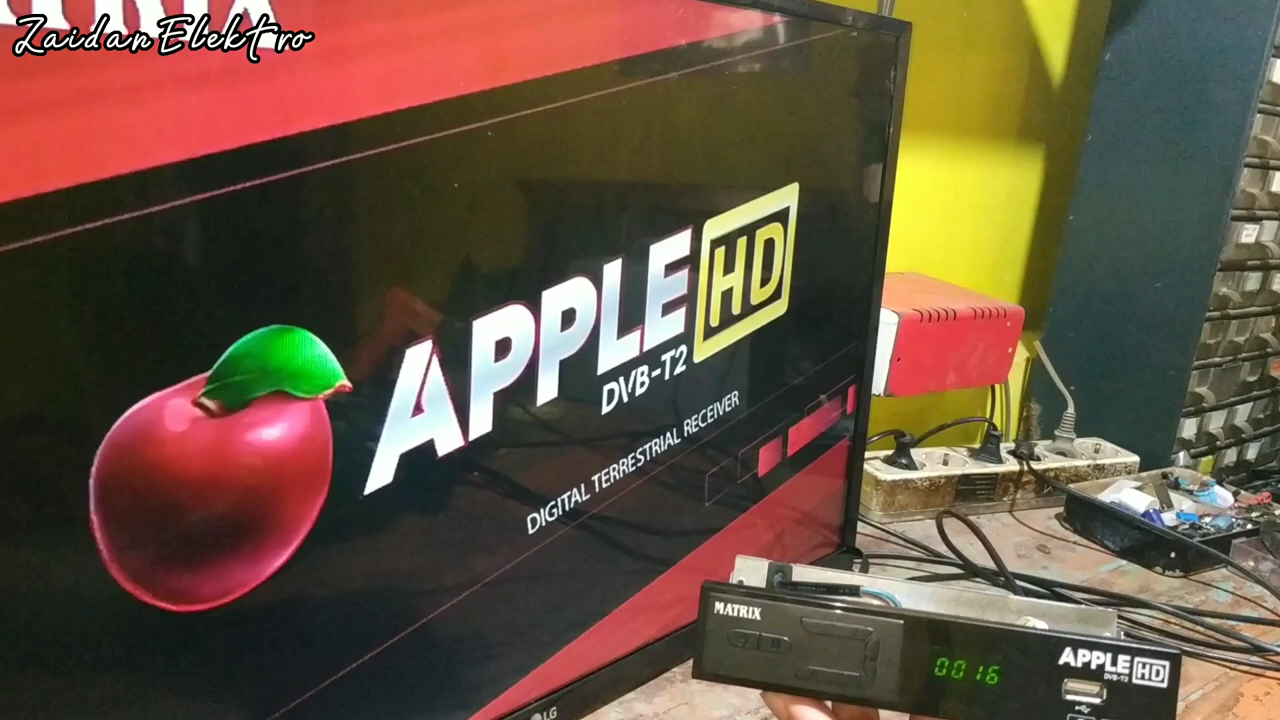 Zaidan Elektro
APPLE HD
DVB-T2
DIGITAL TERRESTRIAL RECEIVER
LG
MATRIX
0016
APPLE HD
DVB-T2